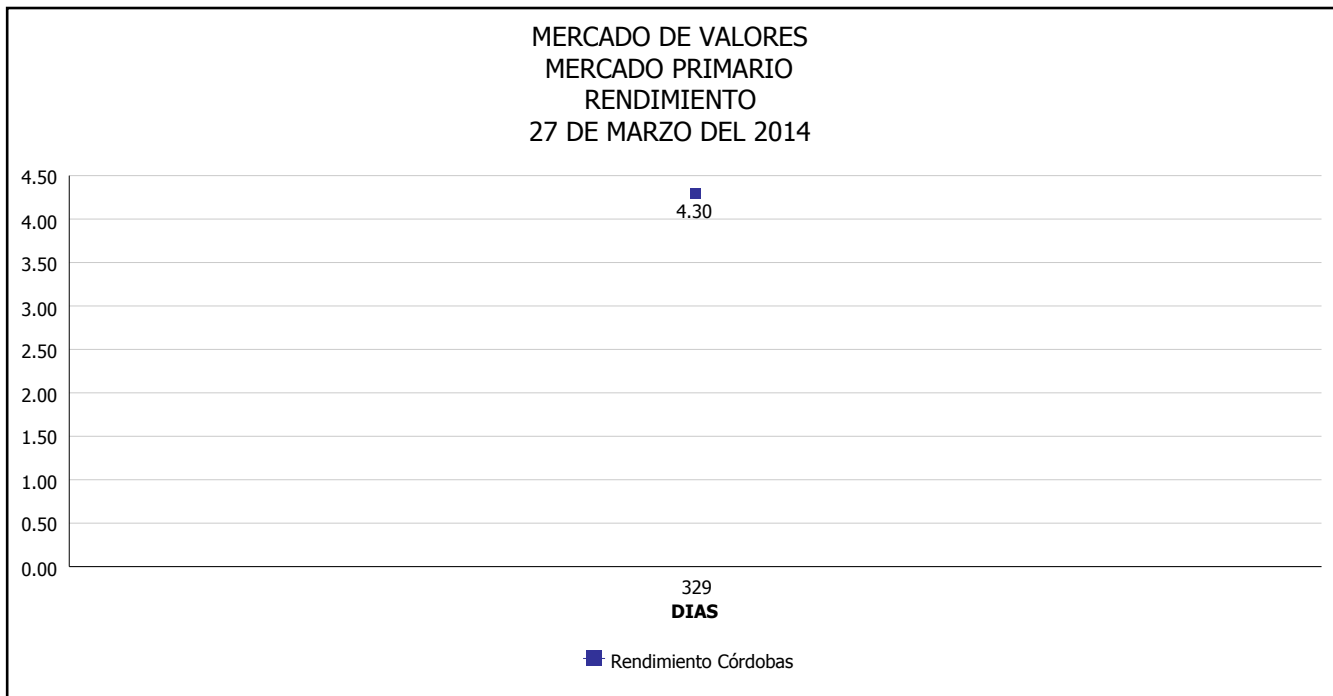 MERCADO DE VALORES
MERCADO PRIMARIO
RENDIMIENTO
27 DE MARZO DEL 2014
4.50
4.00
3.50
3.00
2.50
2.00
1.50
1.00
0.50
0.00
4.30
329
DIAS
Rendimiento Córdobas